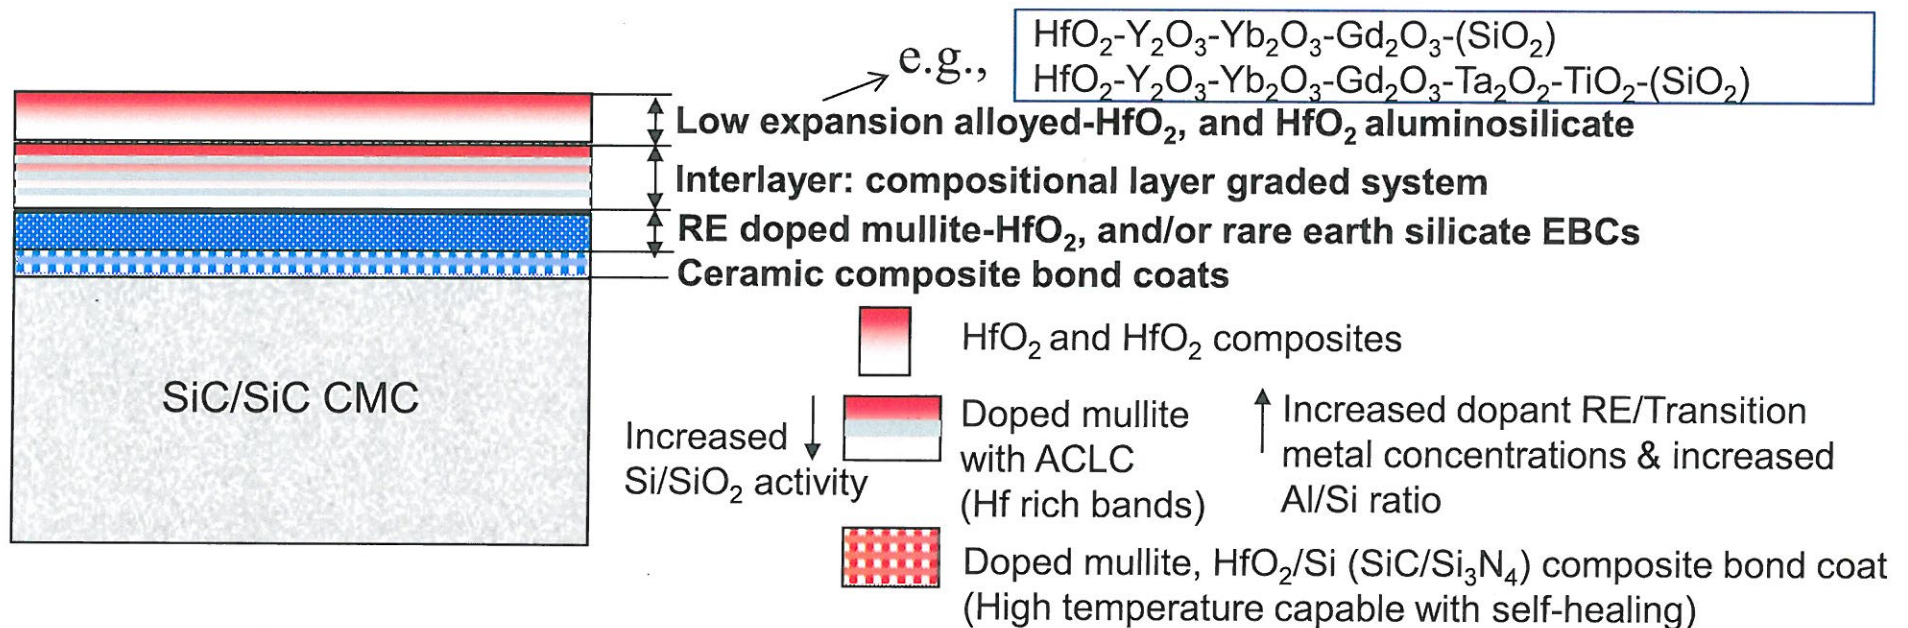 e.g.,
HfO₂-Y₂O₃-Yb₂O₃-Gd₂O₃-(SiO₂)
HfO₂-Y₂O₃-Yb₂O₃-Gd₂O₃-Ta₂O₂-TiO₂-(SiO₂)
Low expansion alloyed-HfO₂, and HfO₂ aluminosilicate
Interlayer: compositional layer graded system
RE doped mullite-HfO₂, and/or rare earth silicate EBCs
Ceramic composite bond coats
SiC/SiC CMC
HfO₂ and HfO₂ composites
Increased
Si/SiO₂ activity
Doped mullite
with ACLC
(Hf rich bands)
Increased dopant RE/Transition
metal concentrations & increased
Al/Si ratio
Doped mullite, HfO₂/Si (SiC/Si₃N₄) composite bond coat
(High temperature capable with self-healing)